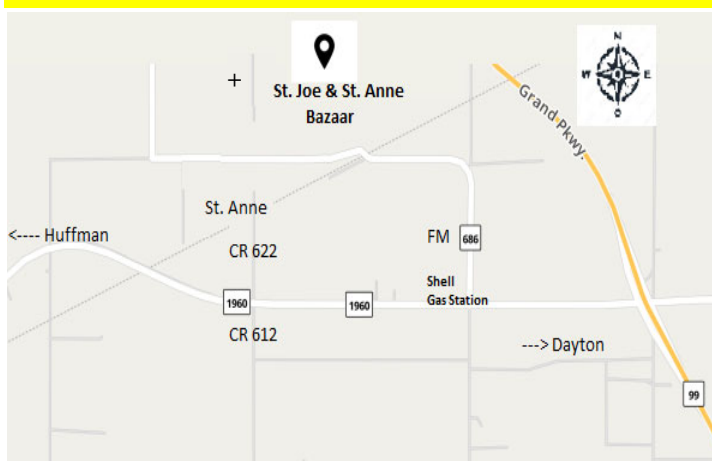 N
W E
O
St. Joe & St. Anne
Bazaar
Grand Pkwy.
St. Anne
<---- Huffman
FM 686
CR 622
Shell
Gas Station
1960
1960
CR 612
---> Dayton
99